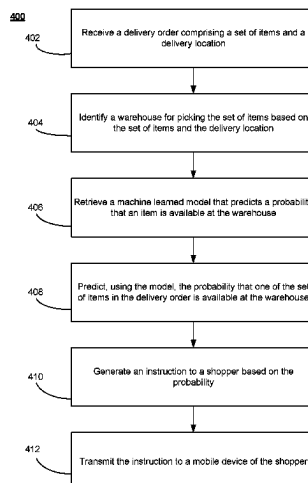 400
402
Receive a delivery order comprising a set of items and a
delivery location
404
Identify a warehouse for picking the set of items based on
the set of items and the delivery location
406
Retrieve a machine learned model that predicts a probabilit
that an item is available at the warehouse
408
Predict, using the model, the probability that one of the set
of items in the delivery order is available at the warehouse
410
Generate an instruction to a shopper based on the
probability
412
Transmit the instruction to a mobile device of the shopper